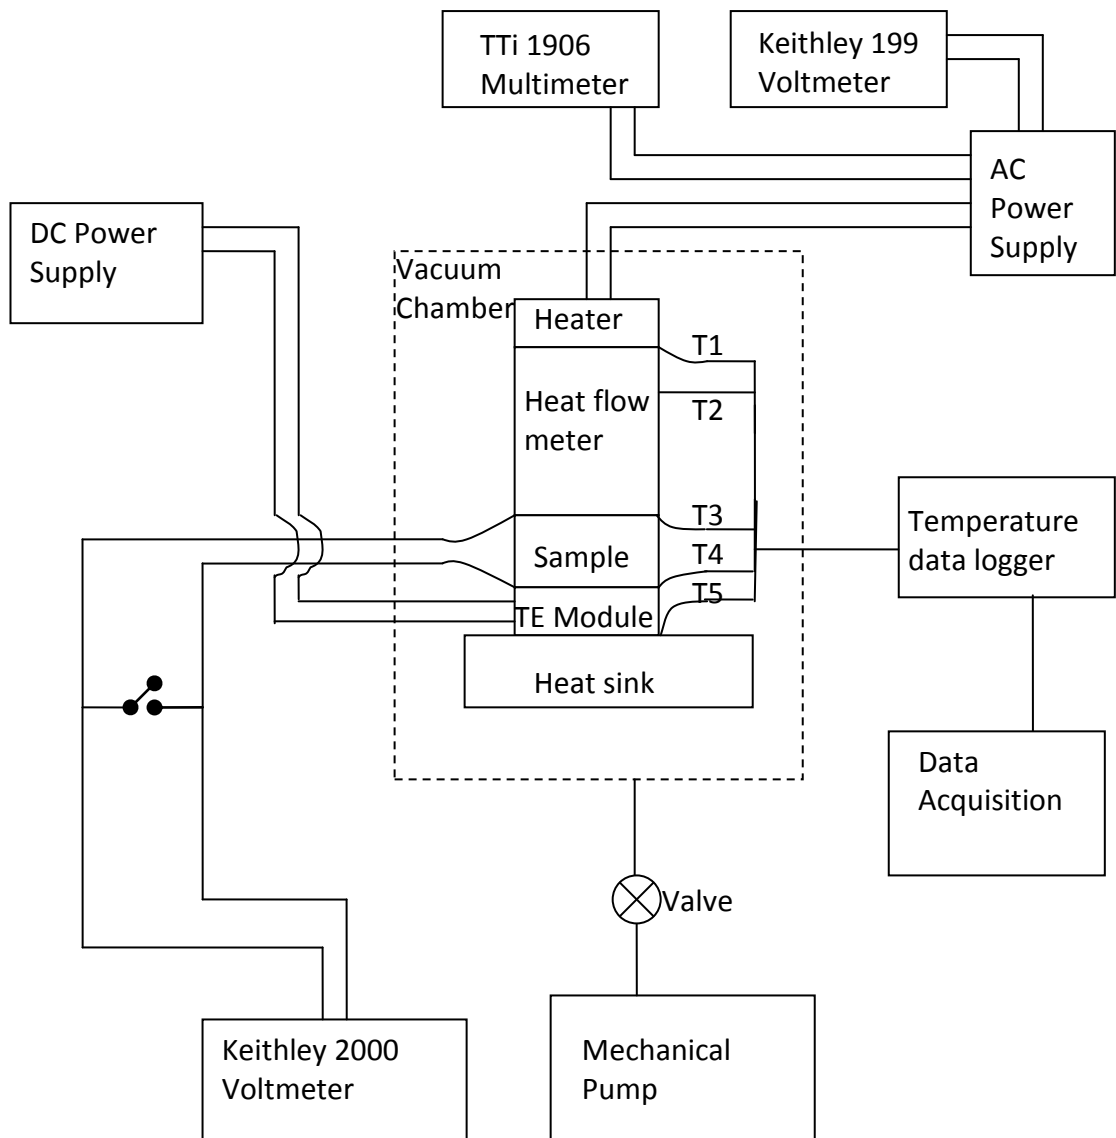 TTi 1906
Multimeter
Keithley 199
Voltmeter
AC
Power
Supply
DC Power
Supply
Vacuum
Chamber
Heater
T1
Heat flow
meter
T2
T3
Sample
T4
T5
TE Module
Heat sink
Temperature
data logger
Data
Acquisition
Valve
Keithley 2000
Voltmeter
Mechanical
Pump